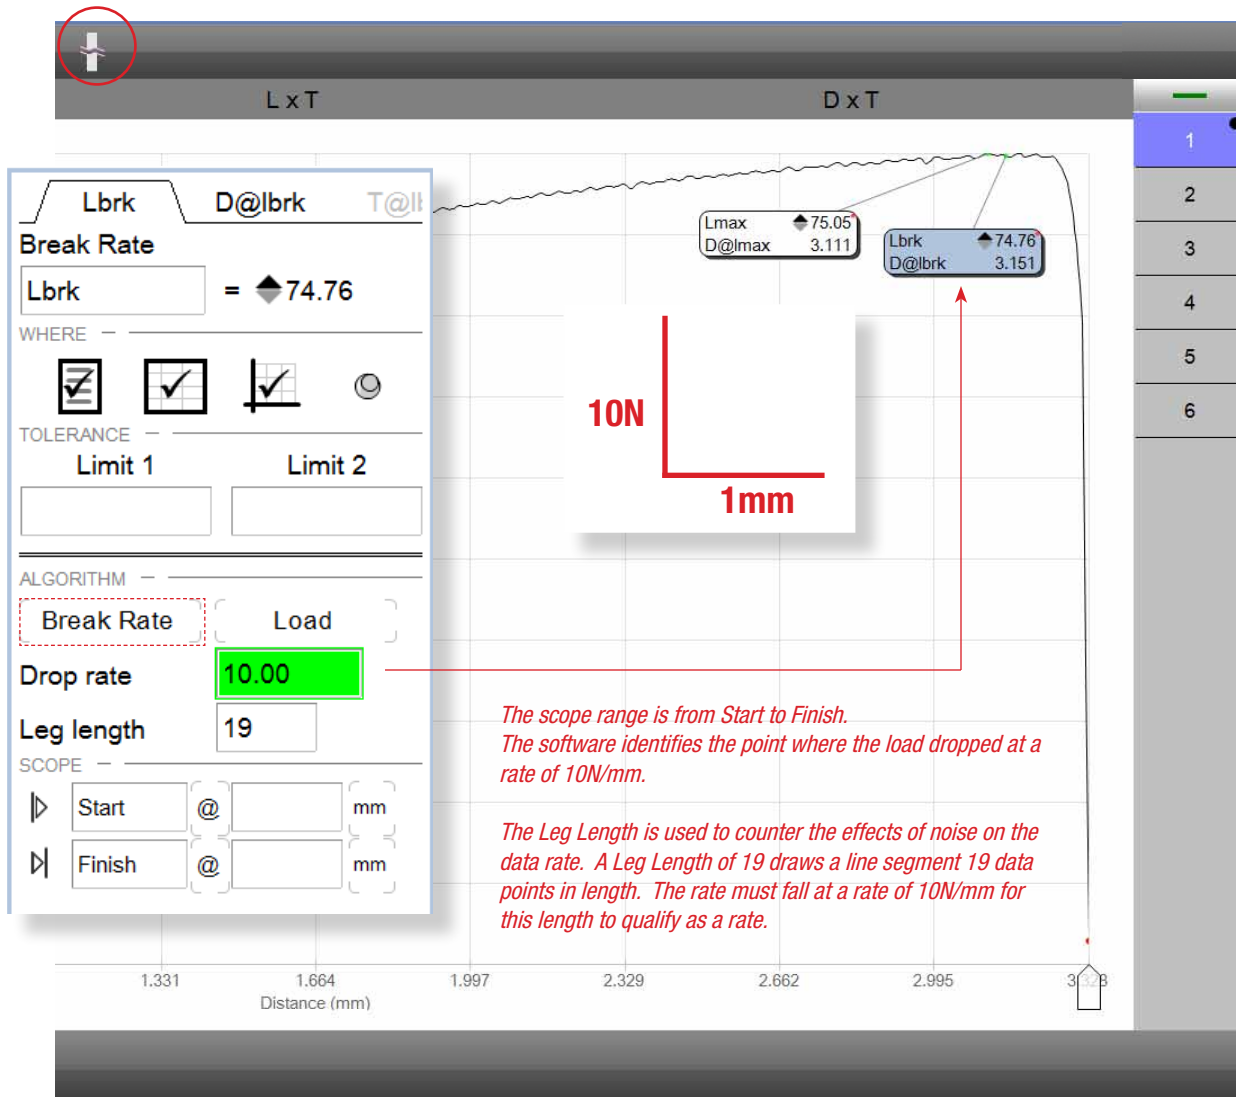 L x T
D x T
1
2
3
4
5
6
Lbrk
D@lbrk
Break Rate
Lbrk
= 74.76
WHERE
TOLERANCE
Limit 1
Limit 2
ALGORITHM
Break Rate
Load
Drop rate
10.00
Leg length
19
SCOPE
Start
@
mm
Finish
@
mm
Lmax 75.05
D@lmax 3.111
Lbrk 74.76
D@lbrk 3.151
10N
1mm
The scope range is from Start to Finish.
The software identifies the point where the load dropped at a
rate of 10N/mm.
The Leg Length is used to counter the effects of noise on the
data rate. A Leg Length of 19 draws a line segment 19 data
points in length. The rate must fall at a rate of 10N/mm for
this length to qualify as a rate.
1.331
1.664
1.997
2.329
2.662
2.995
3.328
Distance (mm)